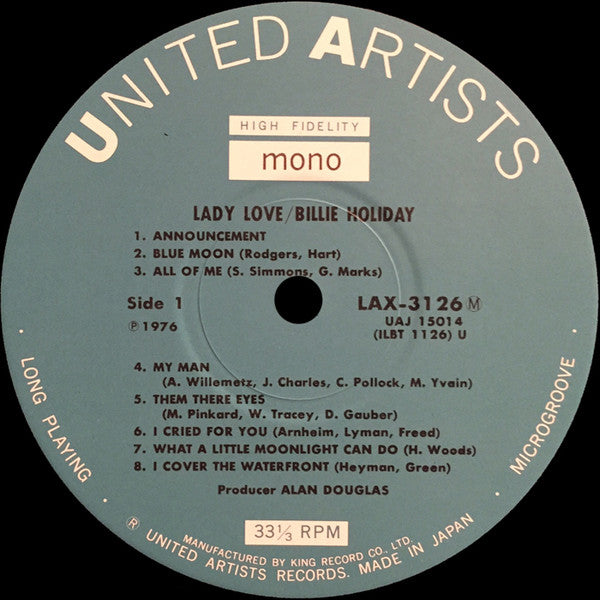 UNITED ARTISTS
HIGH FIDELITY
mono
LADY LOVE/BILLIE HOLIDAY
1. ANNOUNCEMENT
2. BLUE MOON (Rodgers, Hart)
3. ALL OF ME (S. Simmons, G. Marks)
Side 1
LAX-3126 Ⓜ
Ⓟ 1976
UAJ 15014
(ILBT 1126) U
4. MY MAN
(A. Willemetz, J. Charles, C. Pollock, M. Yvain)
5. THEM THERE EYES
(M. Pinkard, W. Tracey, D. Gauber)
6. I CRIED FOR YOU (Arnheim, Lyman, Freed)
7. WHAT A LITTLE MOONLIGHT CAN DO (H. Woods)
8. I COVER THE WATERFRONT (Heyman, Green)
Producer ALAN DOUGLAS
· LONG PLAYING ·
· MICROGROOVE ·
33⅓ RPM
MANUFACTURED BY KING RECORD CO., LTD.
® UNITED ARTISTS RECORDS. MADE IN JAPAN